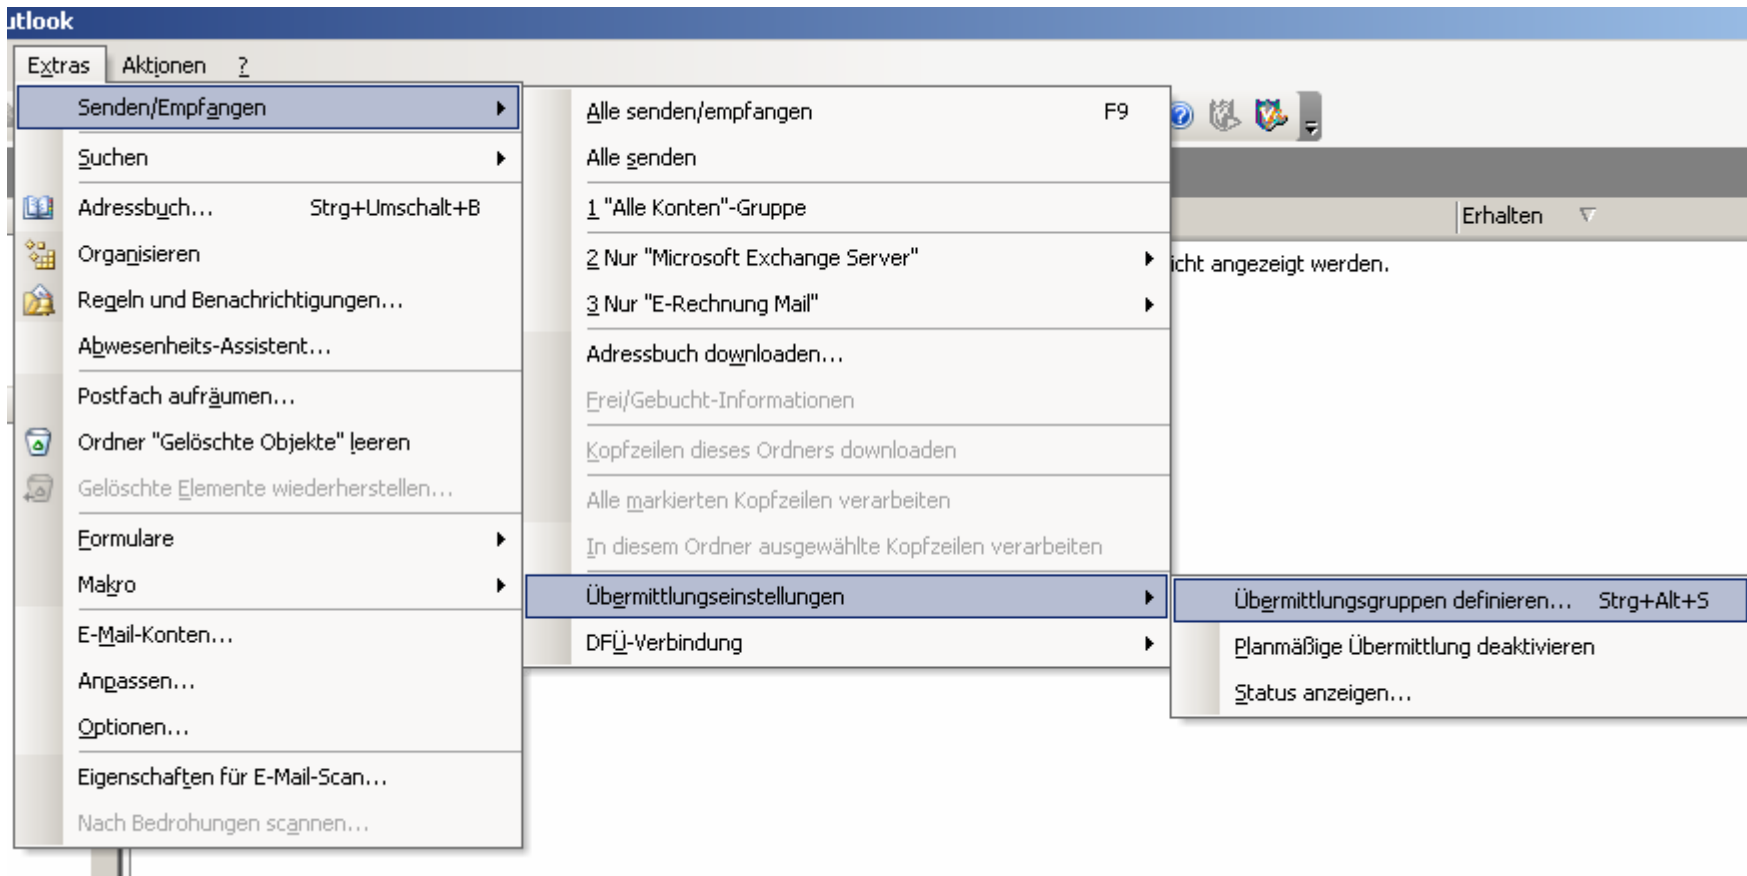 utlook
Extras Aktionen ?
Senden/Empfangen
Suchen
Adressbuch... Strg+Umschalt+B
Organisieren
Regeln und Benachrichtigungen...
Abwesenheits-Assistent...
Postfach aufräumen...
Ordner "Gelöschte Objekte" leeren
Gelöschte Elemente wiederherstellen...
Formulare
Makro
E-Mail-Konten...
Anpassen...
Optionen...
Eigenschaften für E-Mail-Scan...
Nach Bedrohungen scannen...
Alle senden/empfangen F9
Alle senden
1 "Alle Konten"-Gruppe
2 Nur "Microsoft Exchange Server"
3 Nur "E-Rechnung Mail"
Adressbuch downloaden...
Frei/Gebucht-Informationen
Kopfzeilen dieses Ordners downloaden
Alle markierten Kopfzeilen verarbeiten
In diesem Ordner ausgewählte Kopfzeilen verarbeiten
Übermittlungseinstellungen
DFÜ-Verbindung
Übermittlungsgruppen definieren... Strg+Alt+S
Planmäßige Übermittlung deaktivieren
Status anzeigen...
Erhalten
icht angezeigt werden.